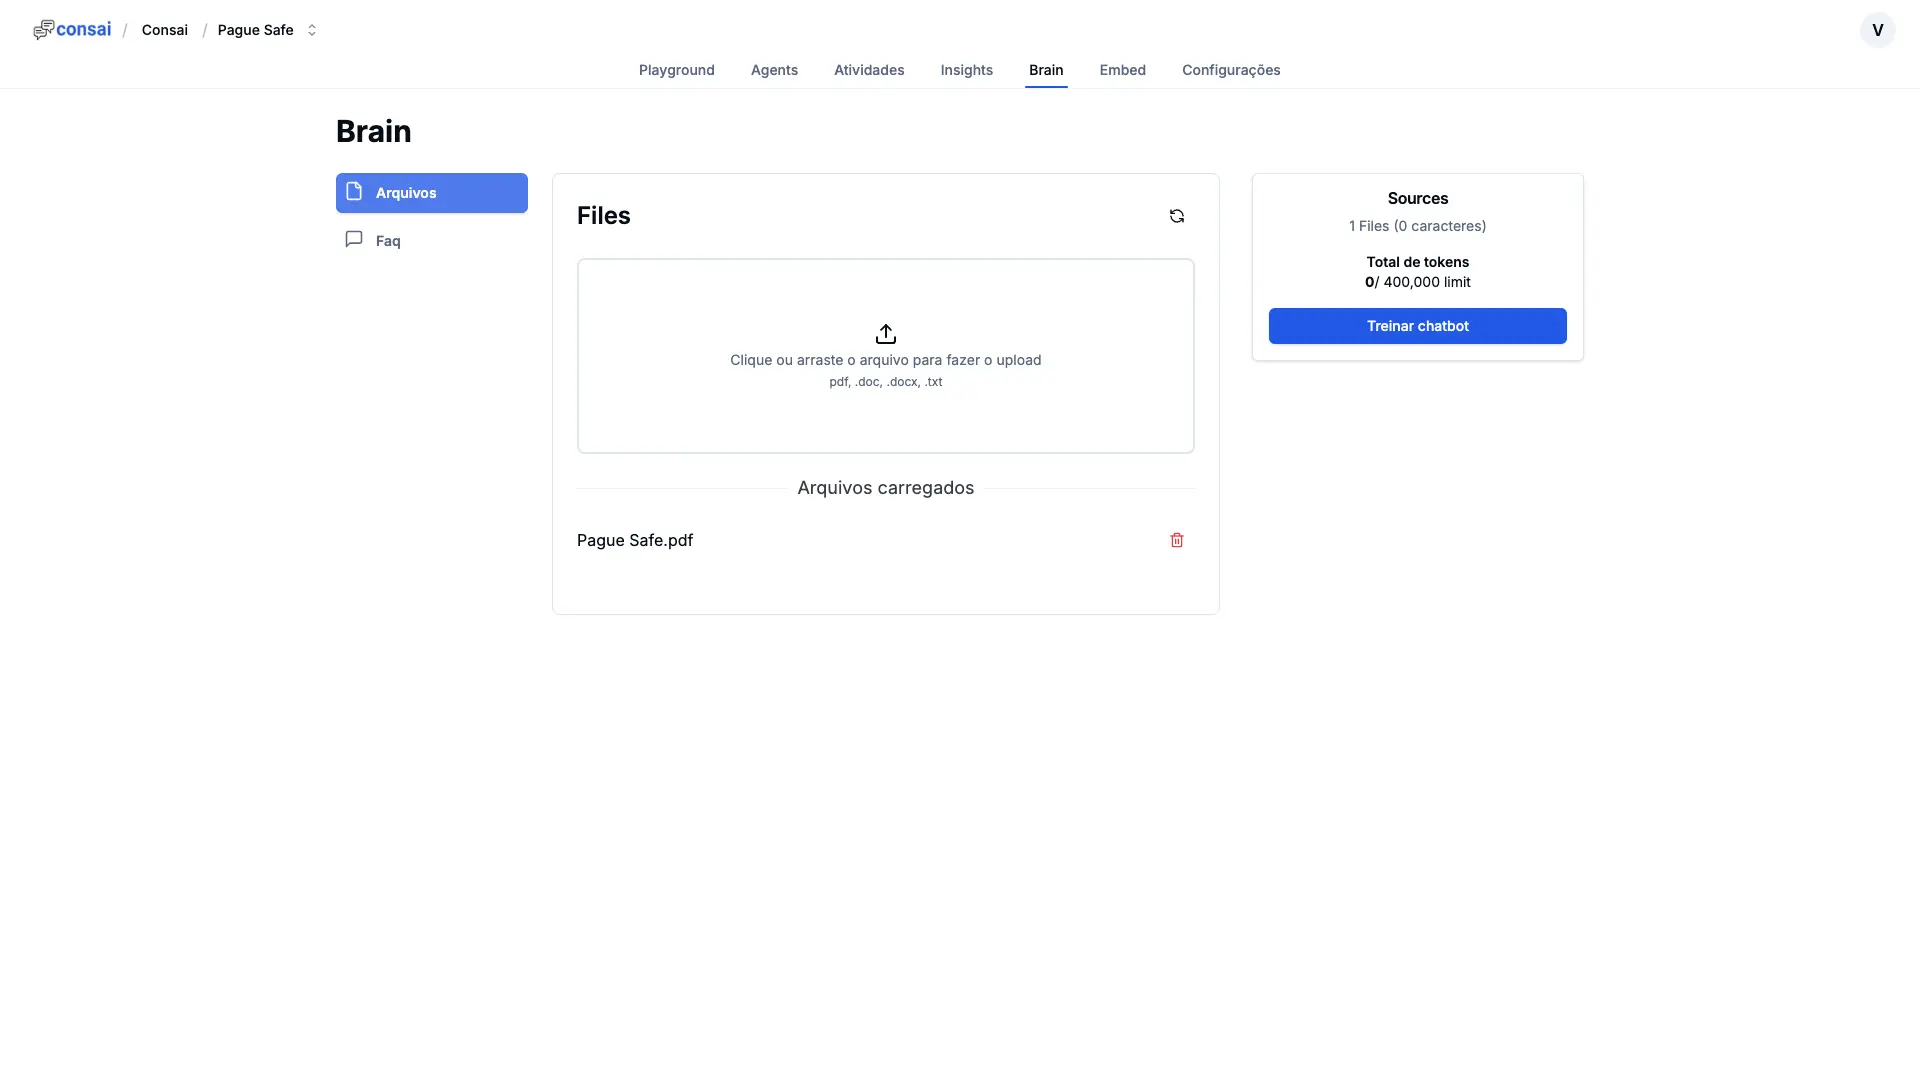 consai / Consai / Pague Safe
V
Playground Agents Atividades Insights Brain Embed Configurações
Brain
Arquivos
Faq
Files
Clique ou arraste o arquivo para fazer o upload
pdf, .doc, .docx, .txt
Arquivos carregados
Pague Safe.pdf
Sources
1 Files (0 caracteres)
Total de tokens
0/ 400,000 limit
Treinar chatbot